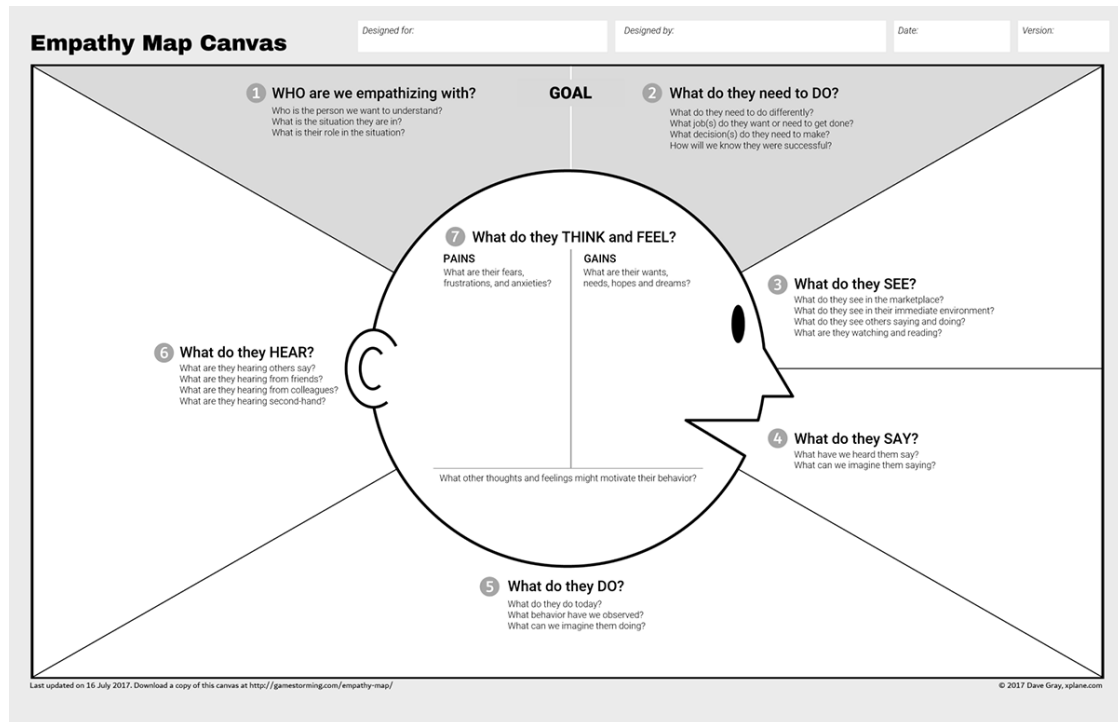 Empathy Map Canvas
Designed for:
Designed by:
Date:
Version:
1 WHO are we empathizing with?
Who is the person we want to understand?
What is the situation they are in?
What is their role in the situation?
GOAL
2 What do they need to DO?
What do they need to do differently?
What job(s) do they want or need to get done?
What decision(s) do they need to make?
How will we know they were successful?
3 What do they SEE?
What do they see in the marketplace?
What do they see in their immediate environment?
What do they see others saying and doing?
What are they watching and reading?
4 What do they SAY?
What have we heard them say?
What can we imagine them saying?
5 What do they DO?
What do they do today?
What behavior have we observed?
What can we imagine them doing?
6 What do they HEAR?
What are they hearing others say?
What are they hearing from friends?
What are they hearing from colleagues?
What are they hearing second-hand?
7 What do they THINK and FEEL?
PAINS
What are their fears,
frustrations, and anxieties?
GAINS
What are their wants,
needs, hopes and dreams?
What other thoughts and feelings might motivate their behavior?
Last updated on 16 July 2017. Download a copy of this canvas at http://gamestorming.com/empathy-map/
© 2017 Dave Gray, xplane.com